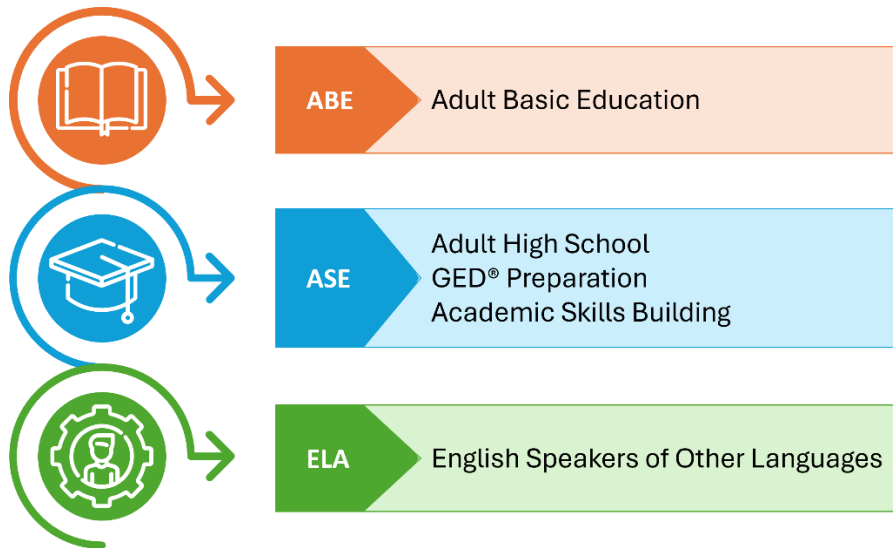 ABE
Adult Basic Education
ASE
Adult High School
GED® Preparation
Academic Skills Building
ELA
English Speakers of Other Languages